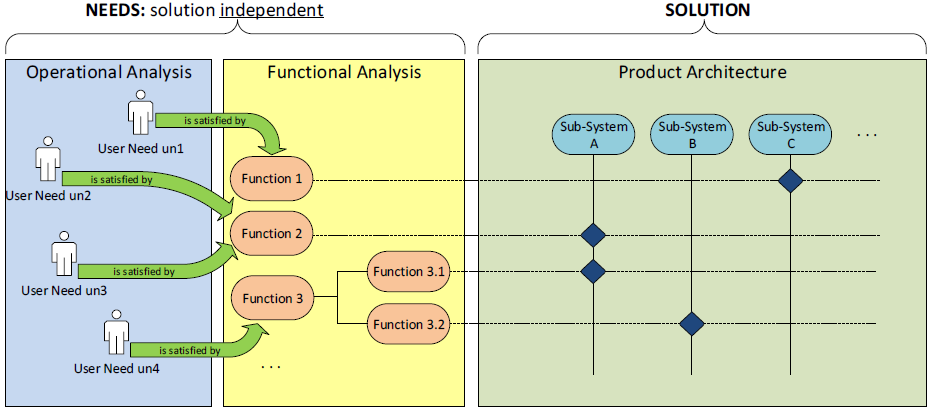 NEEDS: solution independent
SOLUTION
Operational Analysis
Functional Analysis
Product Architecture
User Need un1
is satisfied by
User Need un2
is satisfied by
User Need un3
is satisfied by
User Need un4
is satisfied by
Function 1
Function 2
Function 3
Function 3.1
Function 3.2
. . .
Sub-System
A
Sub-System
B
Sub-System
C
. . .